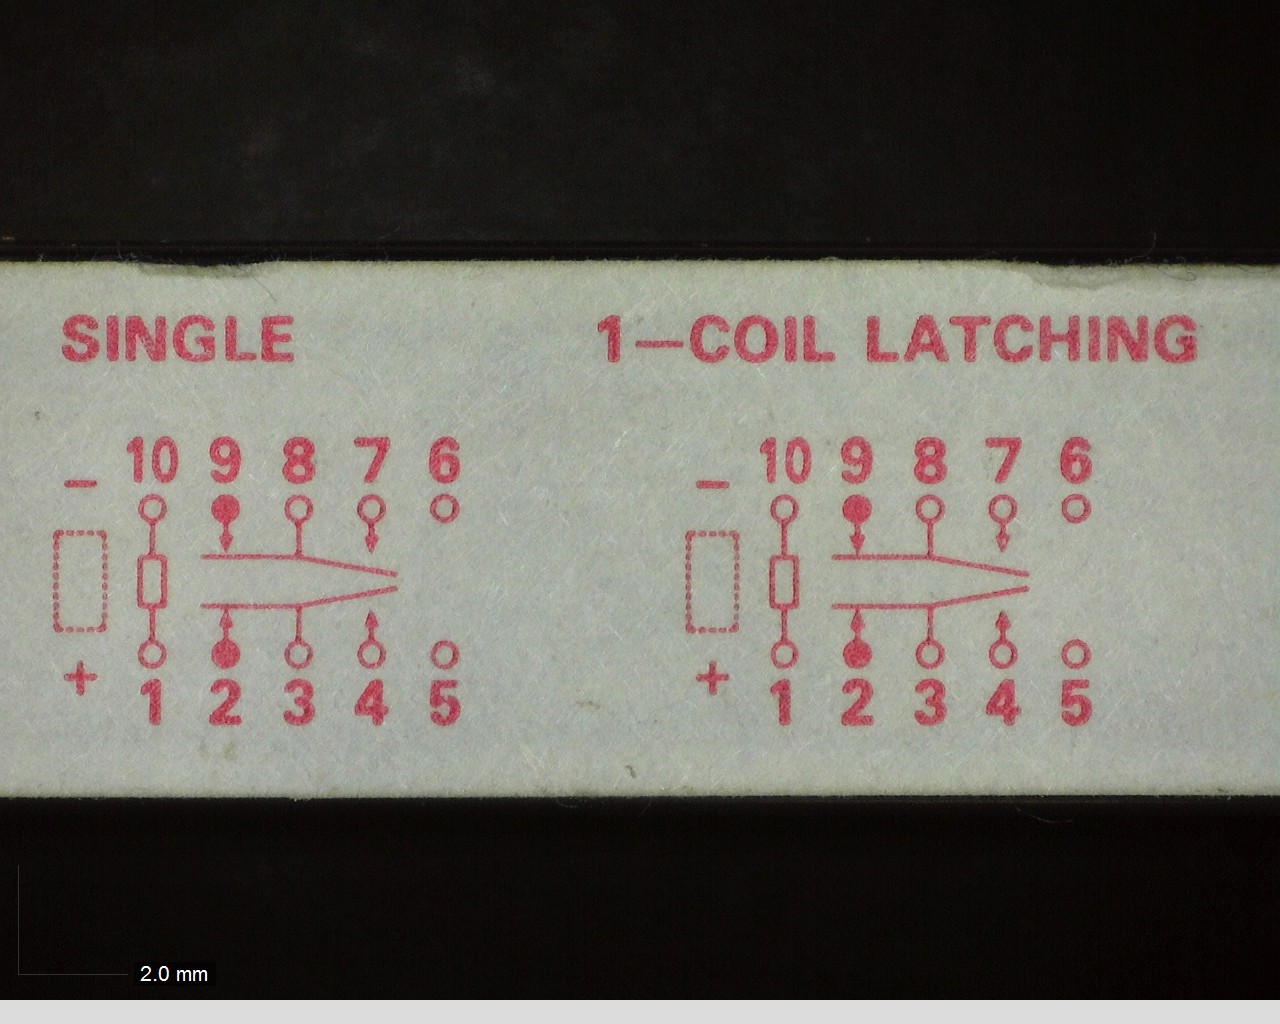 SINGLE 1—COIL LATCHING
10 9 8 7 6 10 9 8 7 6
− −
+ +
1 2 3 4 5 1 2 3 4 5
2.0 mm